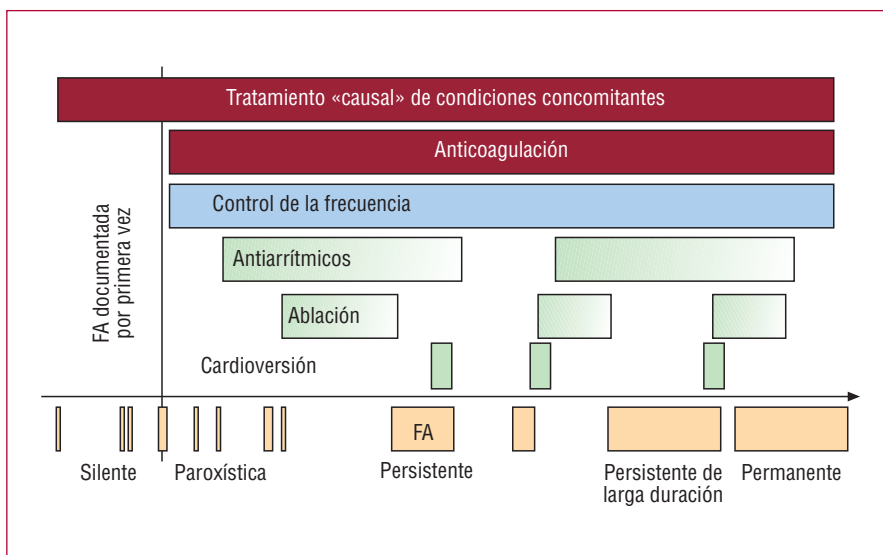 Tratamiento «causal» de condiciones concomitantes
Anticoagulación
Control de la frecuencia
FA documentada
por primera vez
Antiarrítmicos
Ablación
Cardioversión
FA
Silente
Paroxística
Persistente
Persistente de
larga duración
Permanente